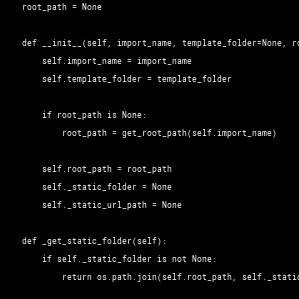 root_path = None
def __init__(self, import_name, template_folder=None,
self.import_name = import_name
self.template_folder = template_folder
if root_path is None:
root_path = get_root_path(self.import_name)
self.root_path = root_path
self._static_folder = None
self._static_url_path = None
def _get_static_folder(self):
if self._static_folder is not None:
return os.path.join(self.root_path,